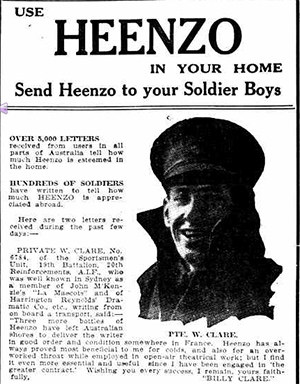 USE
HEENZO
IN YOUR HOME
Send Heenzo to your Soldier Boys
OVER 5,000 LETTERS
received from users in all
parts of Australia tell how
much Heenzo is esteemed in
the home.
HUNDREDS OF SOLDIERS
have written to tell how
much HEENZO is appre-
ciated abroad.
Here are two letters re-
ceived during the past few
days:—
PRIVATE W. CLARE, No.
6784, of the Sportsmen's
Unit, 19th Battalion, 20th
Reinforcements, A.I.F., who
was well known in Sydney as
a member of John M'Ken-
zie's "La Mascots" and of
Harrington Reynolds' Dra-
matic Co., etc., writing from
on board a transport, said:—
"Three more bottles of
Heenzo have left Australian
shores to deliver the writer
in good order and condition somewhere in France. Heenzo has al-
ways proved most beneficial to me for colds, and also for an over-
worked throat while employed in open-air theatrical work; but I find
it even more essential and useful since I have been engaged in 'the
greater contract.' Wishing you every success, I remain, yours faith-
fully, "BILLY CLARE."
PTE. W. CLARE.